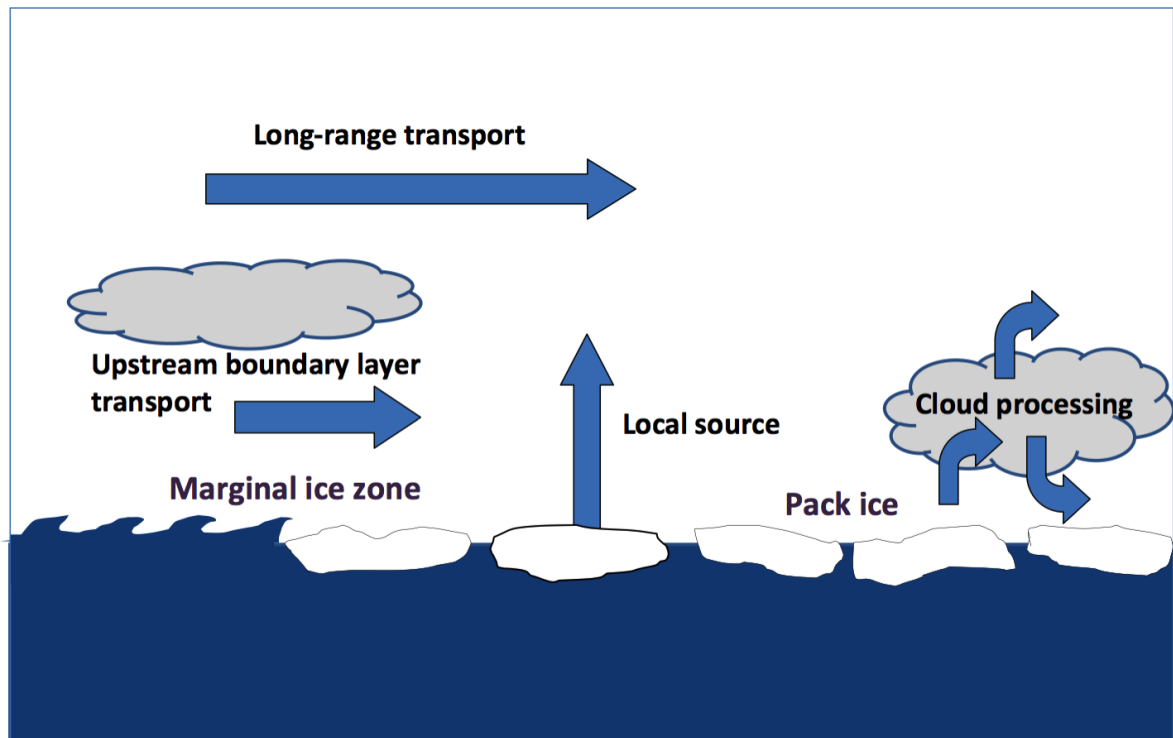 Long-range transport
Upstream boundary layer
transport
Cloud processing
Local source
Marginal ice zone
Pack ice